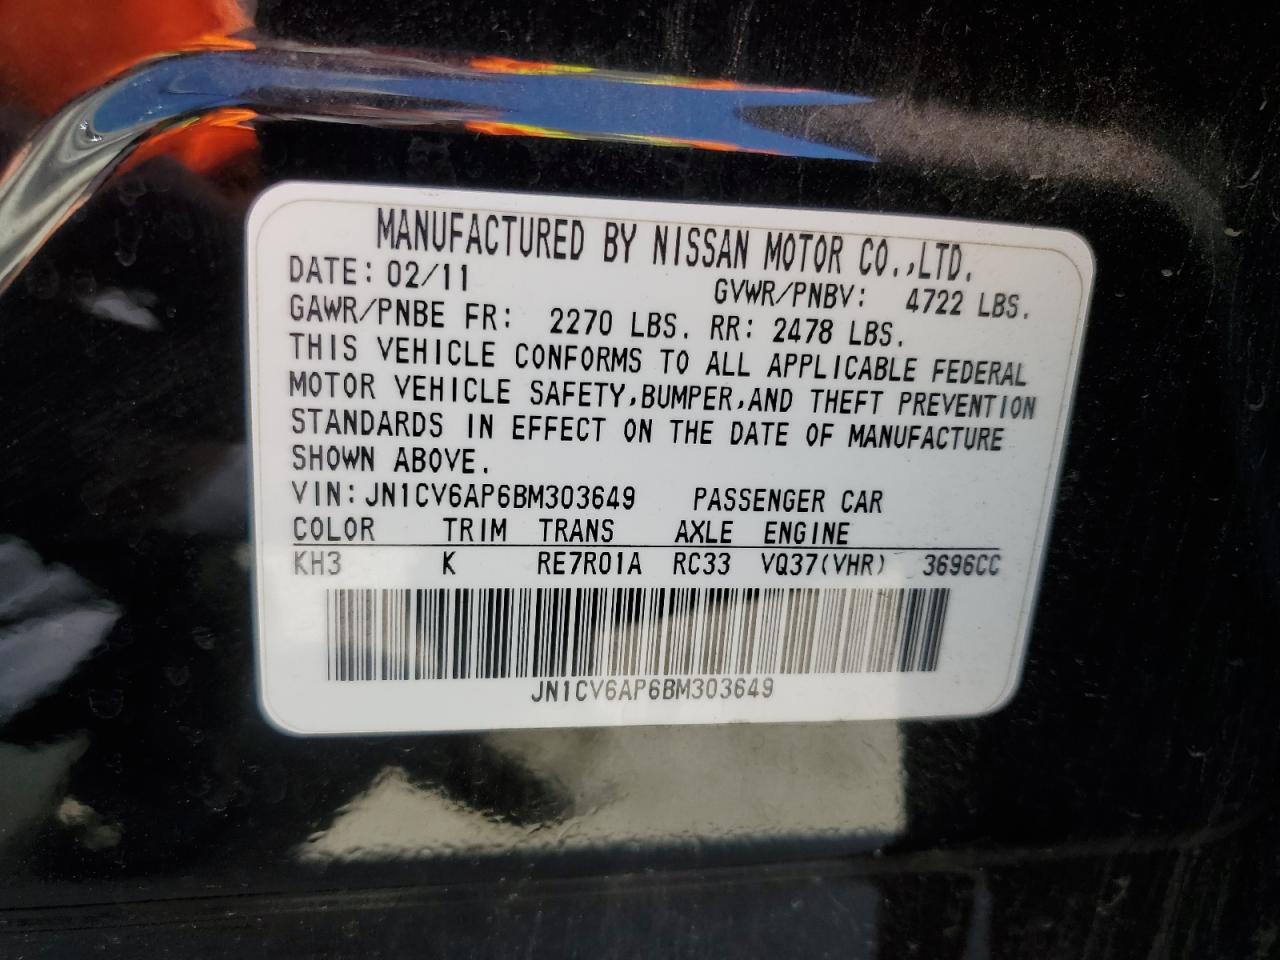 MANUFACTURED BY NISSAN MOTOR CO.,LTD.
DATE: 02/11 GVWR/PNBV: 4722 LBS.
GAWR/PNBE FR: 2270 LBS. RR: 2478 LBS.
THIS VEHICLE CONFORMS TO ALL APPLICABLE FEDERAL
MOTOR VEHICLE SAFETY,BUMPER,AND THEFT PREVENTION
STANDARDS IN EFFECT ON THE DATE OF MANUFACTURE
SHOWN ABOVE.
VIN: JN1CV6AP6BM303649 PASSENGER CAR
COLOR TRIM TRANS AXLE ENGINE
KH3 K RE7R01A RC33 VQ37(VHR) 3696CC
JN1CV6AP6BM303649